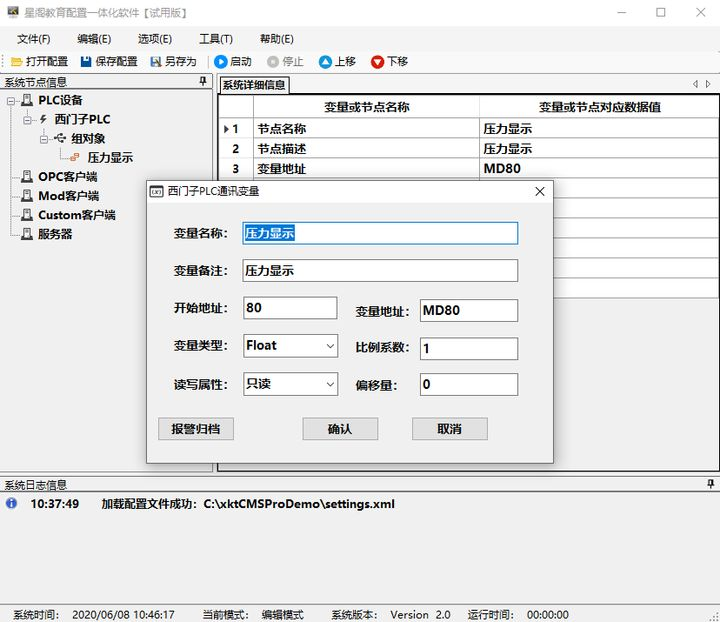 星阁教育配置一体化软件【试用版】
文件(F) 编辑(E) 选项(E) 工具(T) 帮助(E)
打开配置 保存配置 另存为 启动 停止 上移 下移
系统节点信息
PLC设备
西门子PLC
组对象
压力显示
OPC客户端
Mod客户端
Custom客户端
服务器
系统详细信息
变量或节点名称 变量或节点对应数据值
1 节点名称 压力显示
2 节点描述 压力显示
3 变量地址 MD80
西门子PLC通讯变量
变量名称: 压力显示
变量备注: 压力显示
开始地址: 80 变量地址: MD80
变量类型: Float 比例系数: 1
读写属性: 只读 偏移量: 0
报警归档 确认 取消
系统日志信息
10:37:49 加载配置文件成功: C:\xktCMSProDemo\settings.xml
系统时间: 2020/06/08 10:46:17 当前模式: 编辑模式 系统版本: Version 2.0 运行时间: 00:00:00